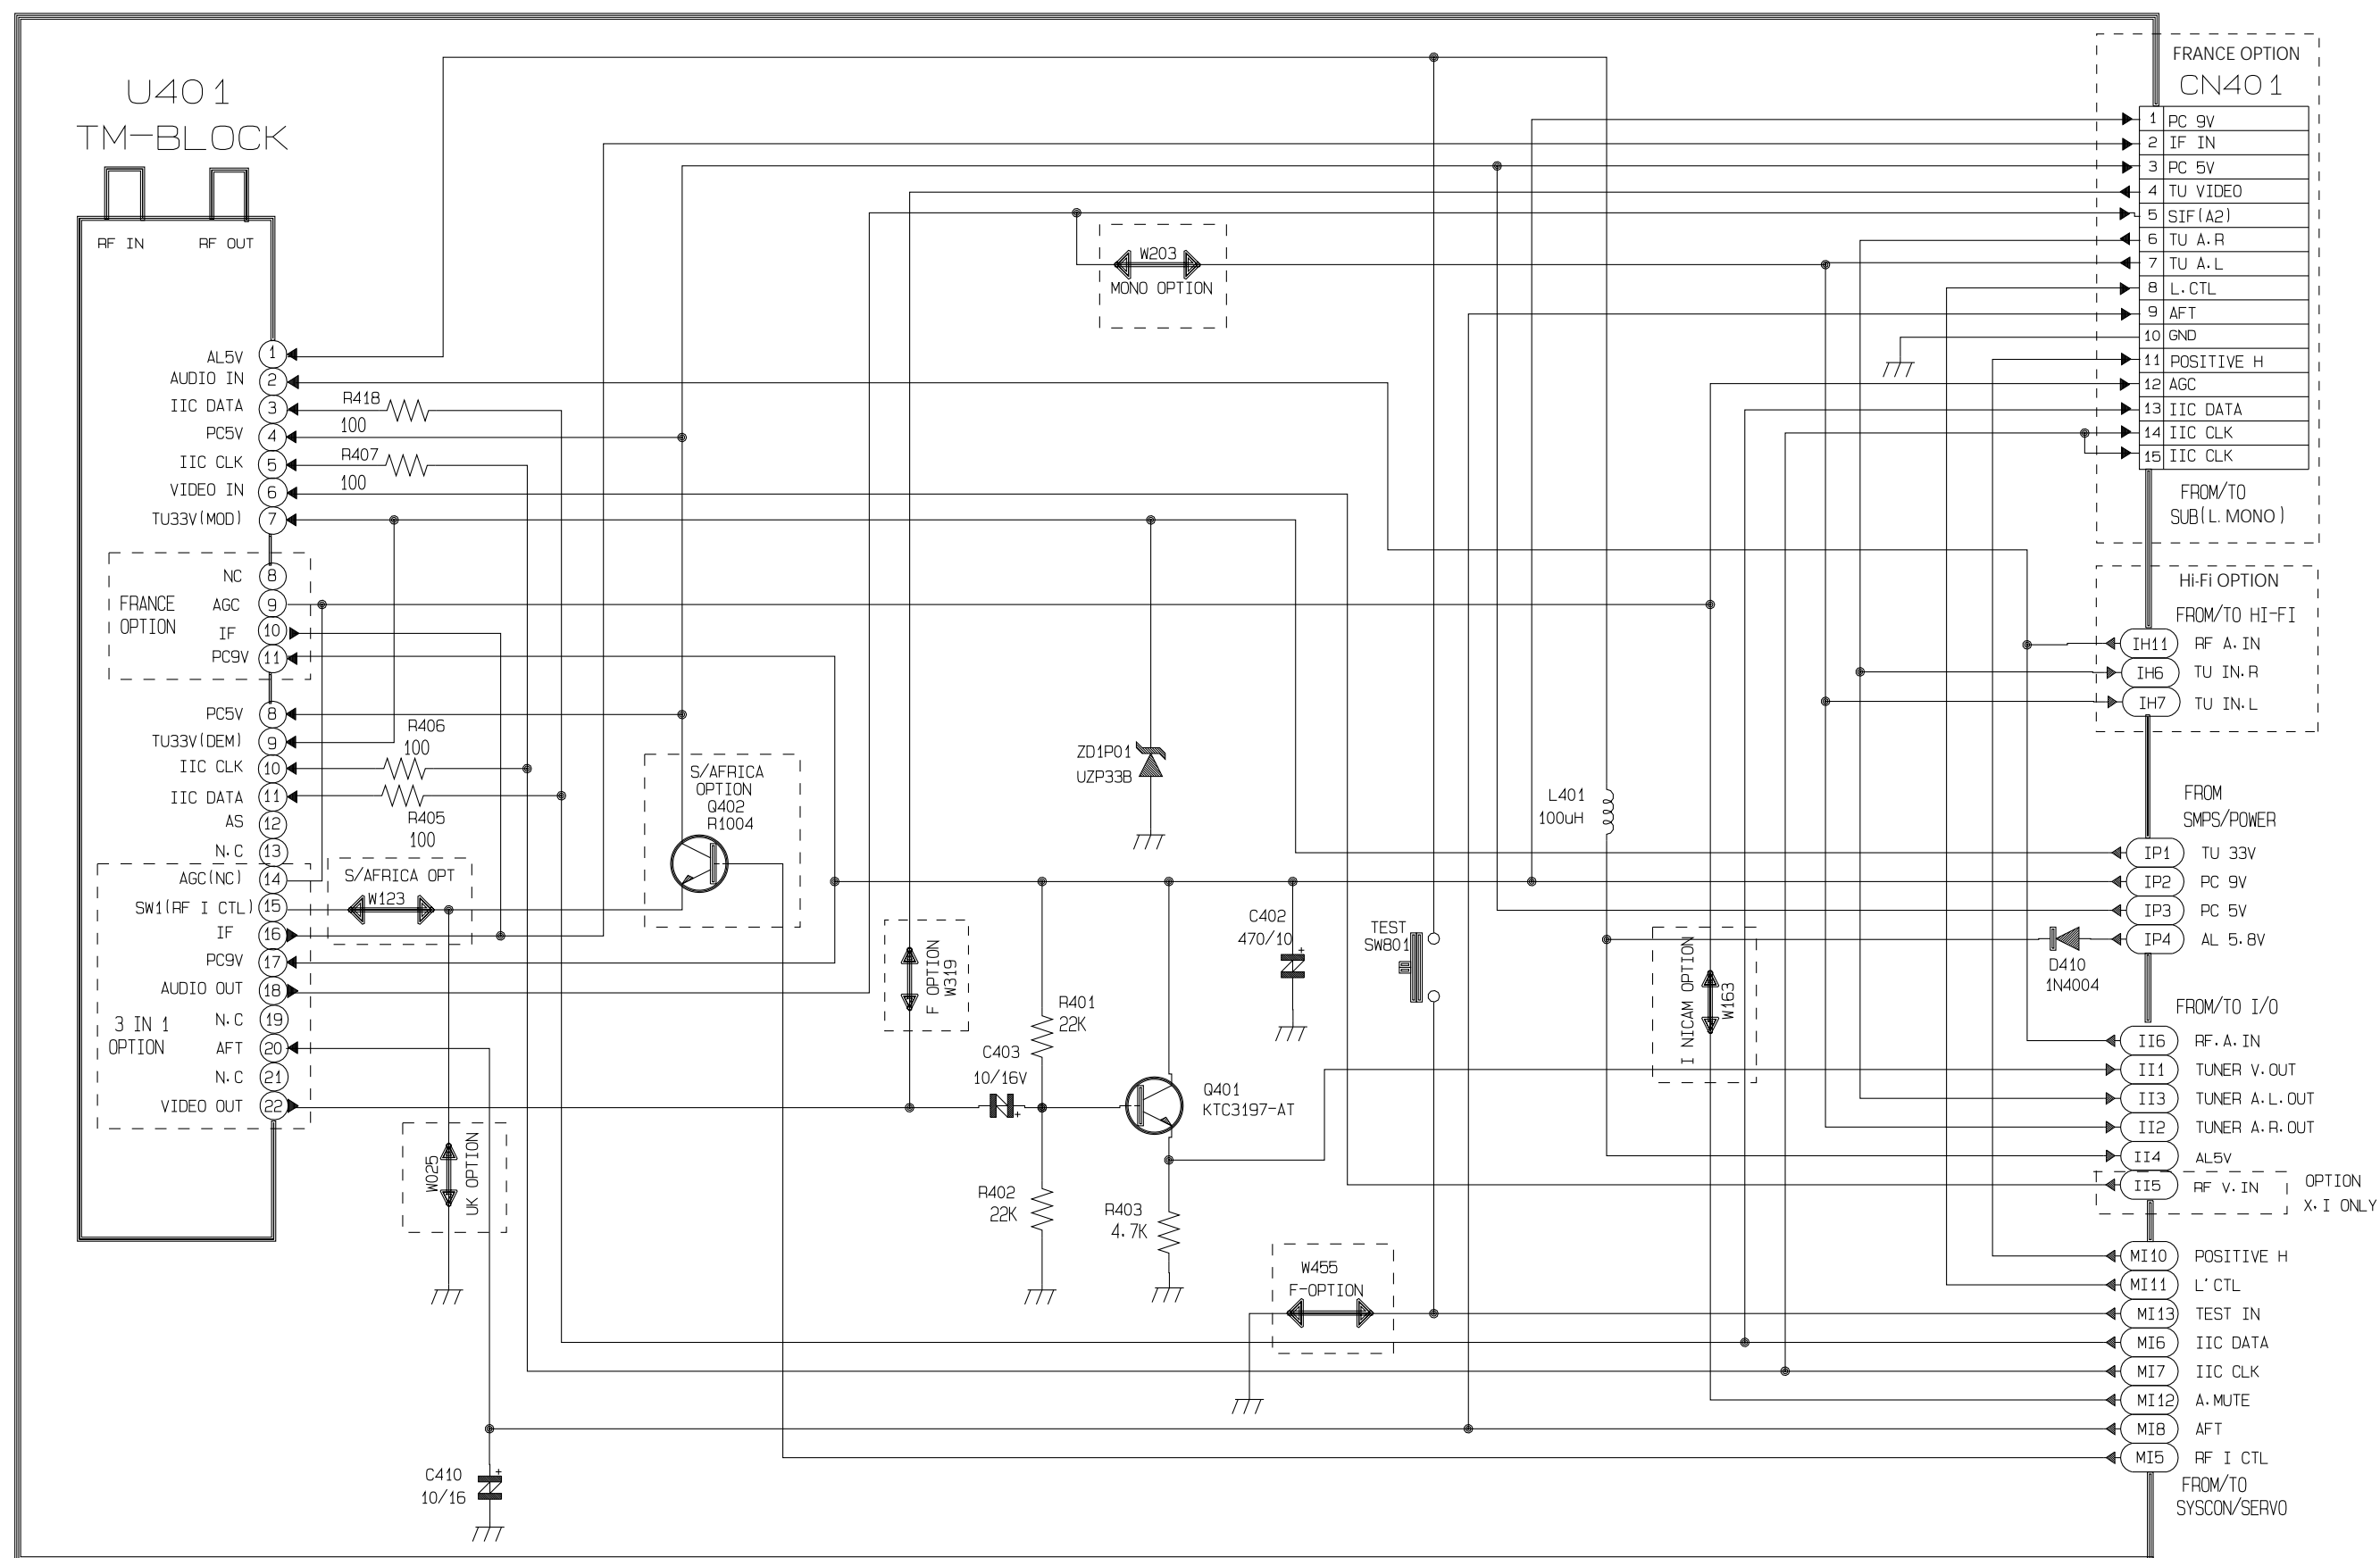 U401
TM-BLOCK
RF IN
RF OUT
AL5V 1
AUDIO IN 2
IIC DATA 3
PC5V 4
IIC CLK 5
VIDEO IN 6
TU33V(MOD) 7
FRANCE
OPTION
NC 8
AGC 9
IF 10
PC9V 11
PC5V 8
TU33V(DEM) 9
IIC CLK 10
IIC DATA 11
AS 12
N.C 13
AGC(NC) 14
SW1(RF I CTL) 15
IF 16
PC9V 17
AUDIO OUT 18
N.C 19
3 IN 1
OPTION
AFT 20
N.C 21
VIDEO OUT 22
R418
100
R407
100
R406
100
R405
100
S/AFRICA OPT
W123
W025
UK OPTION
C410
10/16
+
S/AFRICA
OPTION
Q402
R1004
W203
MONO OPTION
ZD1P01
UZP33B
F OPTION
W319
C403
10/16V
+
R401
22K
R402
22K
Q401
KTC3197-AT
R403
4.7K
C402
470/10
+
TEST
SW801
L401
100uH
I NICAM OPTION
W163
W455
F-OPTION
D410
1N4004
FRANCE OPTION
CN401
1 PC 9V
2 IF IN
3 PC 5V
4 TU VIDEO
5 SIF(A2)
6 TU A.R
7 TU A.L
8 L.CTL
9 AFT
10 GND
11 POSITIVE H
12 AGC
13 IIC DATA
14 IIC CLK
15 IIC CLK
FROM/TO
SUB(L. MONO)
Hi-Fi OPTION
FROM/TO HI-FI
IH11 RF A.IN
IH6 TU IN.R
IH7 TU IN.L
FROM
SMPS/POWER
IP1 TU 33V
IP2 PC 9V
IP3 PC 5V
IP4 AL 5.8V
FROM/TO I/O
II6 RF.A.IN
II1 TUNER V.OUT
II3 TUNER A.L.OUT
II2 TUNER A.R.OUT
II4 AL5V
II5 RF V.IN
OPTION
X.I ONLY
MI10 POSITIVE H
MI11 L'CTL
MI13 TEST IN
MI6 IIC DATA
MI7 IIC CLK
MI12 A.MUTE
MI8 AFT
MI5 RF I CTL
FROM/TO
SYSCON/SERVO